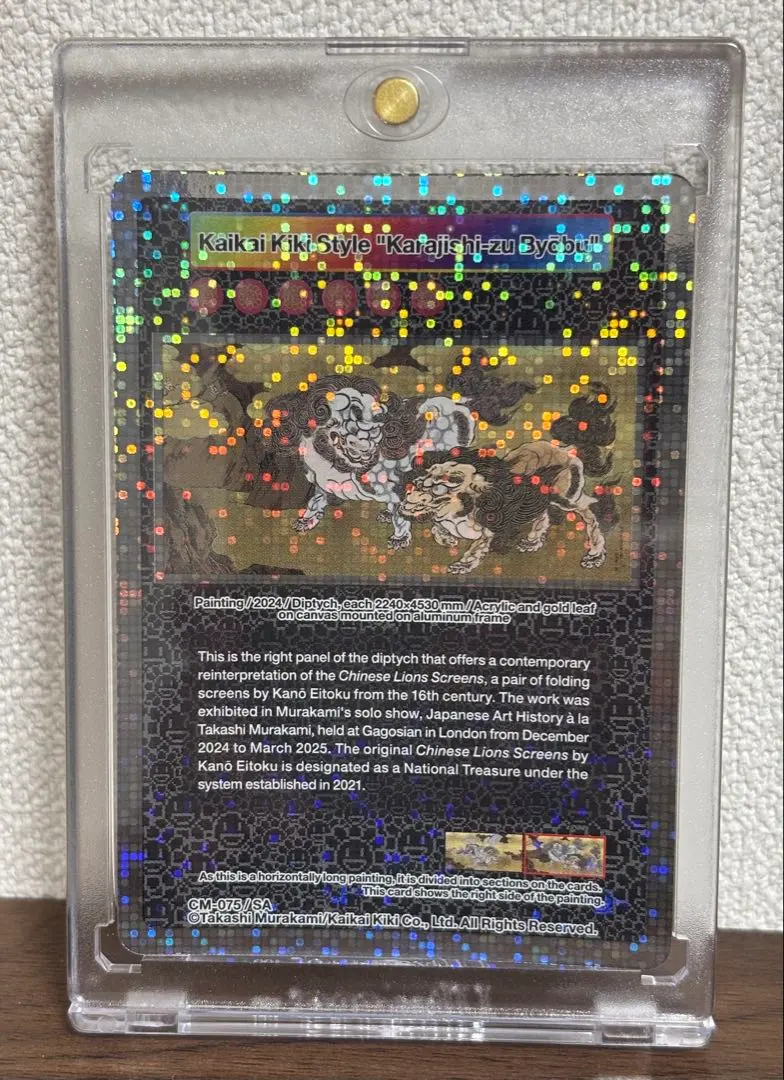 Kaikai Kiki Style "Karajishi-zu Byōbu"
Painting / 2024 / Diptych, each 2240x4530 mm / Acrylic and gold leaf
on canvas mounted on aluminum frame
This is the right panel of the diptych that offers a contemporary
reinterpretation of the Chinese Lions Screens, a pair of folding
screens by Kanō Eitoku from the 16th century. The work was
exhibited in Murakami's solo show, Japanese Art History à la
Takashi Murakami, held at Gagosian in London from December
2024 to March 2025. The original Chinese Lions Screens by
Kanō Eitoku is designated as a National Treasure under the
system established in 2021.
As this is a horizontally long painting, it is divided into sections on the cards.
This card shows the right side of the painting.
CM-075 / SA
©Takashi Murakami/Kaikai Kiki Co., Ltd. All Rights Reserved.